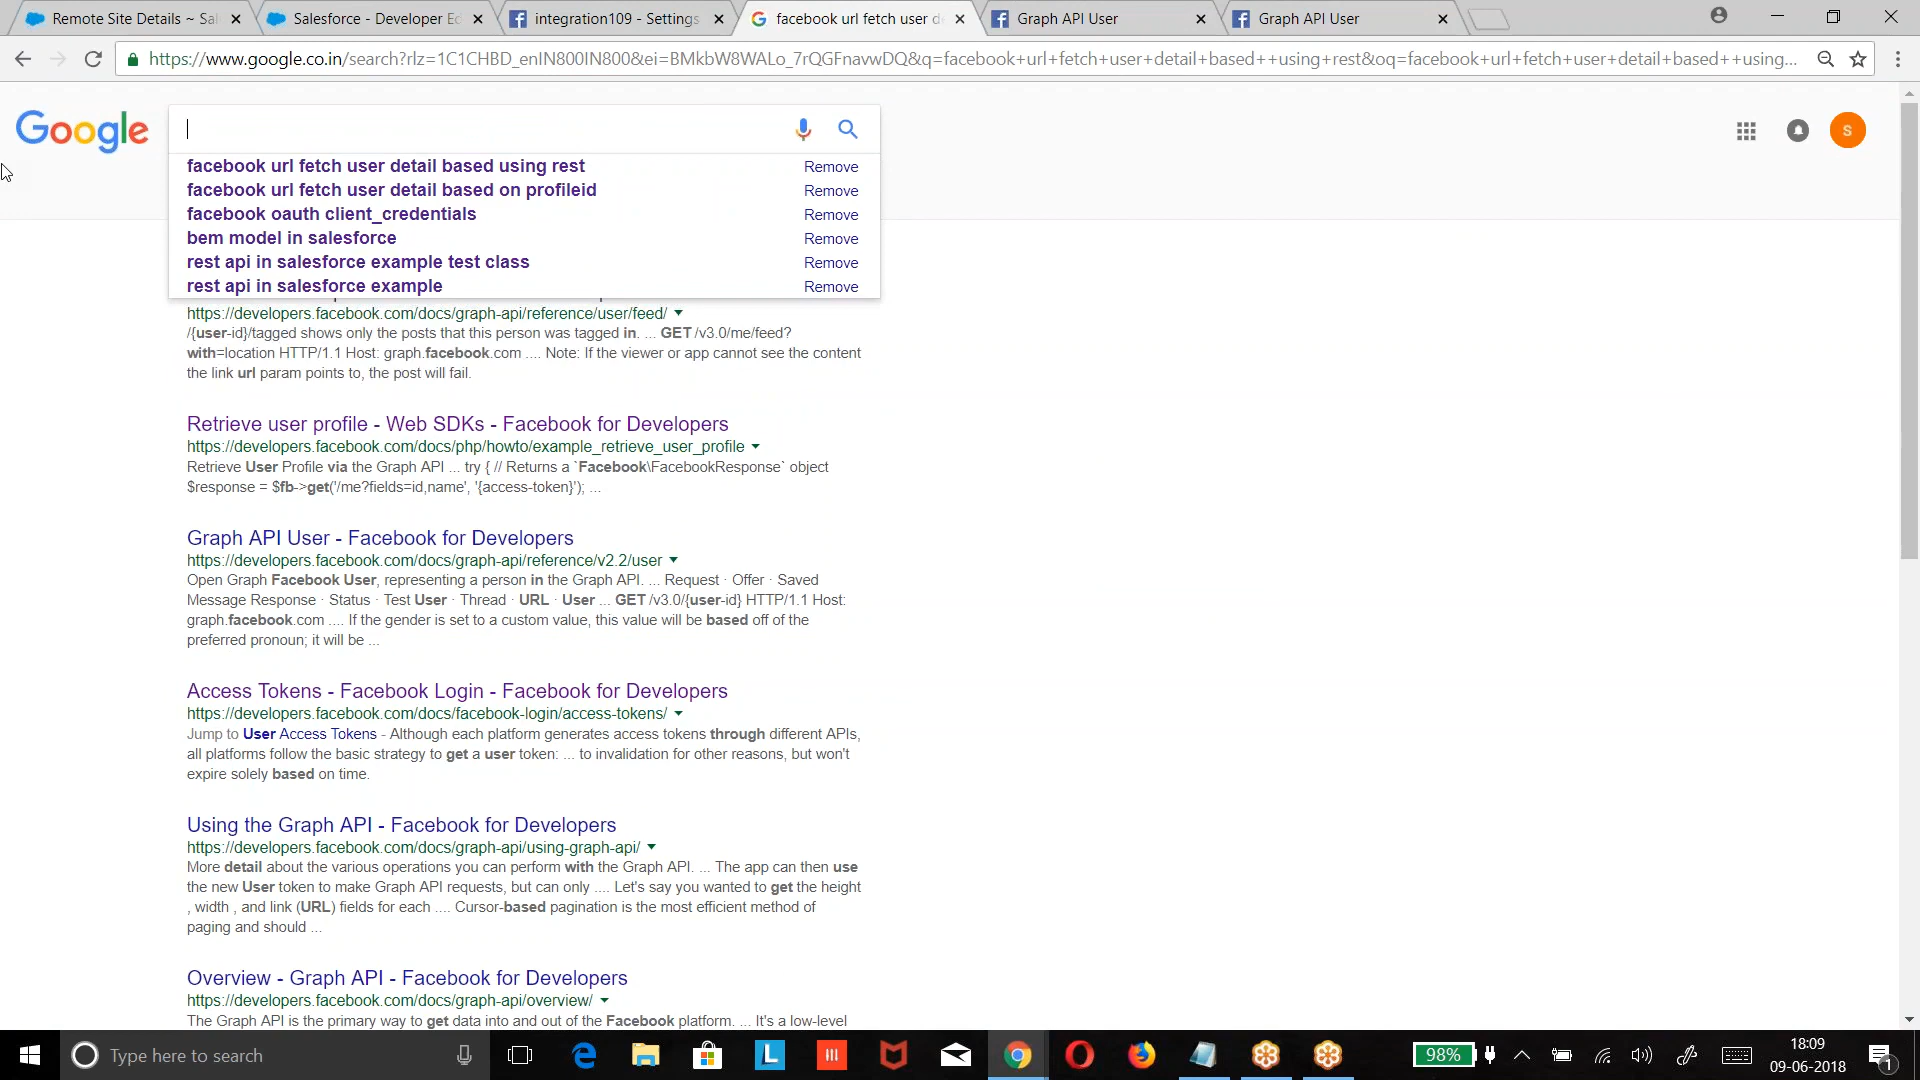 Remote Site Details ~ Sal
Salesforce - Developer Ed
integration109 - Settings
facebook url fetch user d
Graph API User
Graph API User
https://www.google.co.in/search?rlz=1C1CHBD_enIN800IN800&ei=BMkbW8WALo_7rQGFnavwDQ&q=facebook+url+fetch+user+detail+based++using+rest&oq=facebook+url+fetch+user+detail+based++using...
Google
S
facebook url fetch user detail based using rest Remove
facebook url fetch user detail based on profileid Remove
facebook oauth client_credentials Remove
bem model in salesforce Remove
rest api in salesforce example test class Remove
rest api in salesforce example Remove
https://developers.facebook.com/docs/graph-api/reference/user/feed/
/{user-id}/tagged shows only the posts that this person was tagged in. ... GET /v3.0/me/feed?
with=location HTTP/1.1 Host: graph.facebook.com .... Note: If the viewer or app cannot see the content
the link url param points to, the post will fail.
Retrieve user profile - Web SDKs - Facebook for Developers
https://developers.facebook.com/docs/php/howto/example_retrieve_user_profile
Retrieve User Profile via the Graph API ... try { // Returns a `Facebook\FacebookResponse` object
$response = $fb->get('/me?fields=id,name', '{access-token}'); ...
Graph API User - Facebook for Developers
https://developers.facebook.com/docs/graph-api/reference/v2.2/user
Open Graph Facebook User, representing a person in the Graph API. ... Request · Offer · Saved
Message Response · Status · Test User · Thread · URL · User ... GET /v3.0/{user-id} HTTP/1.1 Host:
graph.facebook.com .... If the gender is set to a custom value, this value will be based off of the
preferred pronoun; it will be ...
Access Tokens - Facebook Login - Facebook for Developers
https://developers.facebook.com/docs/facebook-login/access-tokens/
Jump to User Access Tokens - Although each platform generates access tokens through different APIs,
all platforms follow the basic strategy to get a user token: ... to invalidation for other reasons, but won't
expire solely based on time.
Using the Graph API - Facebook for Developers
https://developers.facebook.com/docs/graph-api/using-graph-api/
More detail about the various operations you can perform with the Graph API. ... The app can then use
the new User token to make Graph API requests, but can only .... Let's say you wanted to get the height
, width , and link (URL) fields for each .... Cursor-based pagination is the most efficient method of
paging and should ...
Overview - Graph API - Facebook for Developers
https://developers.facebook.com/docs/graph-api/overview/
The Graph API is the primary way to get data into and out of the Facebook platform. ... It's a low-level
Type here to search
98%
18:09
09-06-2018
1